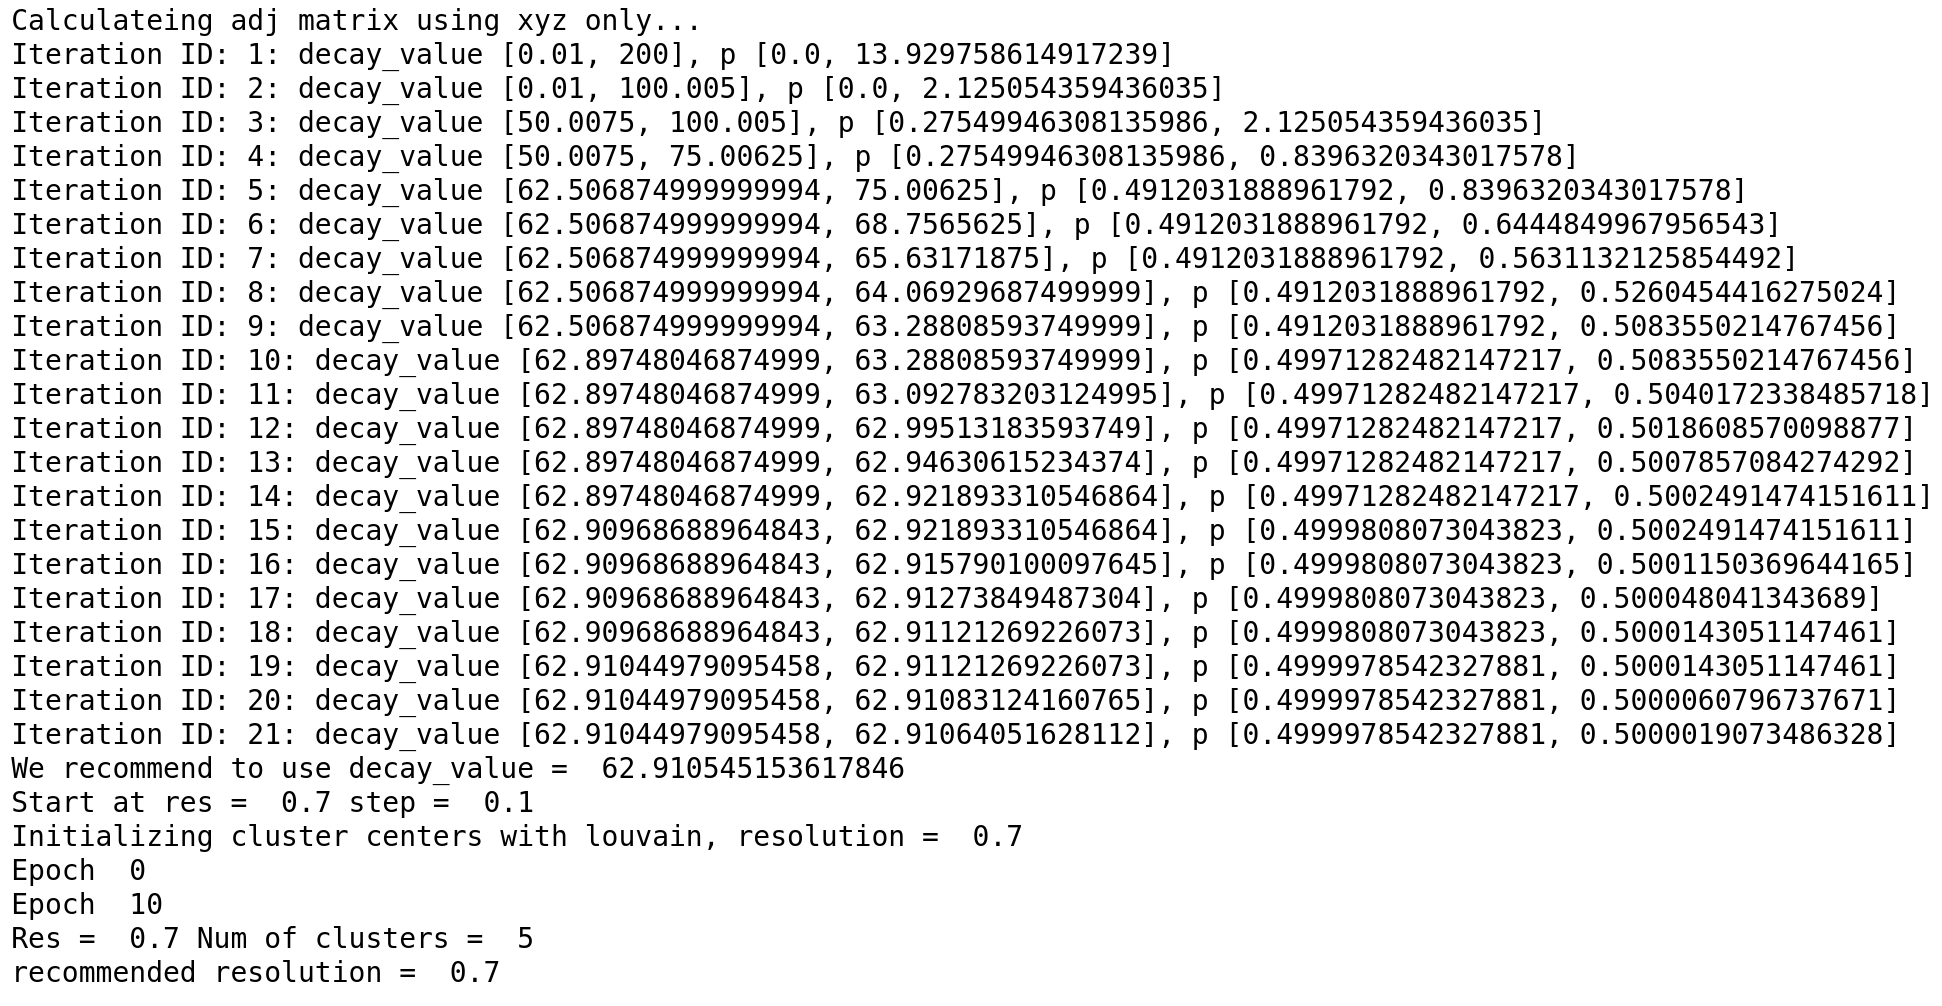 Calculateing adj matrix using xyz only...
Iteration ID: 1: decay_value [0.01, 200], p [0.0, 13.929758614917239]
Iteration ID: 2: decay_value [0.01, 100.005], p [0.0, 2.125054359436035]
Iteration ID: 3: decay_value [50.0075, 100.005], p [0.27549946308135986, 2.125054359436035]
Iteration ID: 4: decay_value [50.0075, 75.00625], p [0.27549946308135986, 0.8396320343017578]
Iteration ID: 5: decay_value [62.506874999999994, 75.00625], p [0.4912031888961792, 0.8396320343017578]
Iteration ID: 6: decay_value [62.506874999999994, 68.7565625], p [0.4912031888961792, 0.6444849967956543]
Iteration ID: 7: decay_value [62.506874999999994, 65.63171875], p [0.4912031888961792, 0.5631132125854492]
Iteration ID: 8: decay_value [62.506874999999994, 64.06929687499999], p [0.4912031888961792, 0.5260454416275024]
Iteration ID: 9: decay_value [62.506874999999994, 63.28808593749999], p [0.4912031888961792, 0.5083550214767456]
Iteration ID: 10: decay_value [62.89748046874999, 63.28808593749999], p [0.49971282482147217, 0.5083550214767456]
Iteration ID: 11: decay_value [62.89748046874999, 63.092783203124995], p [0.49971282482147217, 0.5040172338485718]
Iteration ID: 12: decay_value [62.89748046874999, 62.99513183593749], p [0.49971282482147217, 0.5018608570098877]
Iteration ID: 13: decay_value [62.89748046874999, 62.94630615234374], p [0.49971282482147217, 0.5007857084274292]
Iteration ID: 14: decay_value [62.89748046874999, 62.921893310546864], p [0.49971282482147217, 0.5002491474151611]
Iteration ID: 15: decay_value [62.90968688964843, 62.921893310546864], p [0.4999808073043823, 0.5002491474151611]
Iteration ID: 16: decay_value [62.90968688964843, 62.915790100097645], p [0.4999808073043823, 0.5001150369644165]
Iteration ID: 17: decay_value [62.90968688964843, 62.91273849487304], p [0.4999808073043823, 0.500048041343689]
Iteration ID: 18: decay_value [62.90968688964843, 62.91121269226073], p [0.4999808073043823, 0.5000143051147461]
Iteration ID: 19: decay_value [62.91044979095458, 62.91121269226073], p [0.4999978542327881, 0.5000143051147461]
Iteration ID: 20: decay_value [62.91044979095458, 62.91083124160765], p [0.4999978542327881, 0.5000060796737671]
Iteration ID: 21: decay_value [62.91044979095458, 62.91064051628112], p [0.4999978542327881, 0.5000019073486328]
We recommend to use decay_value =  62.910545153617846
Start at res =  0.7 step =  0.1
Initializing cluster centers with louvain, resolution =  0.7
Epoch  0
Epoch  10
Res =  0.7 Num of clusters =  5
recommended resolution =  0.7